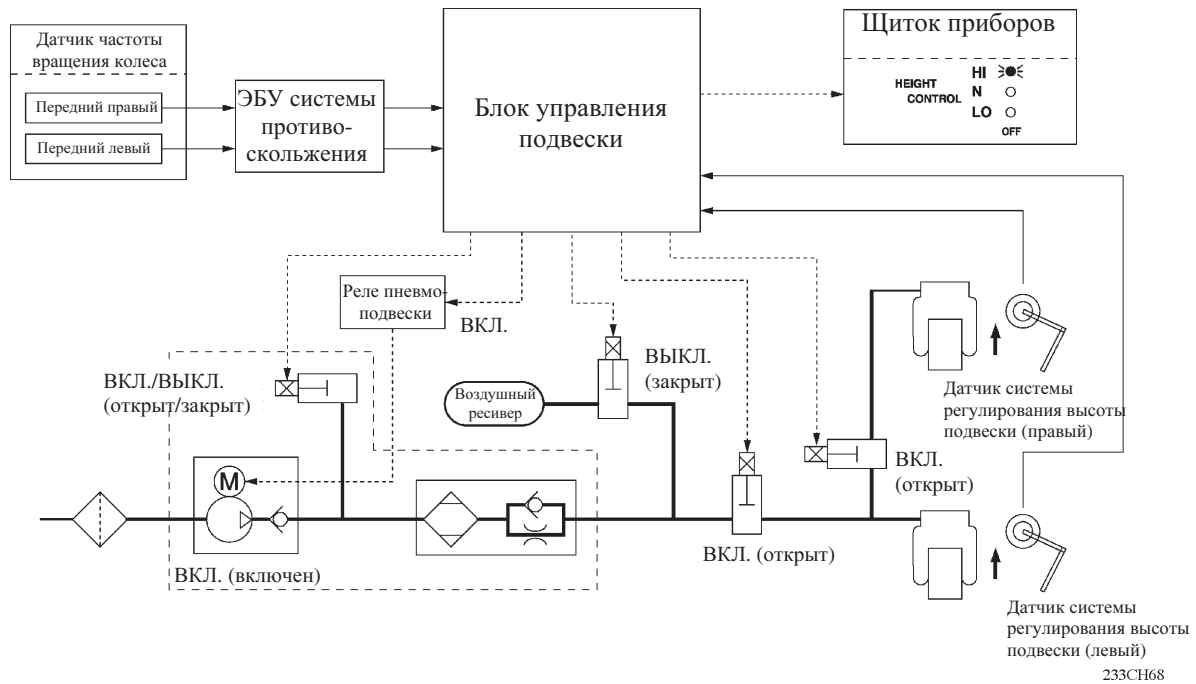 Датчик частоты
вращения колеса
Передний правый
Передний левый
ЭБУ системы
противо-
скольжения
Блок управления
подвески
Щиток приборов
HEIGHT
CONTROL
HI
N
LO
OFF
Реле пневмо-
подвески
ВКЛ.
ВКЛ./ВЫКЛ.
(открыт/закрыт)
ВЫКЛ.
(закрыт)
Воздушный
ресивер
Датчик системы
регулирования высоты
подвески (правый)
ВКЛ.
(открыт)
M
ВКЛ. (включен)
ВКЛ. (открыт)
Датчик системы
регулирования высоты
подвески (левый)
233CH68